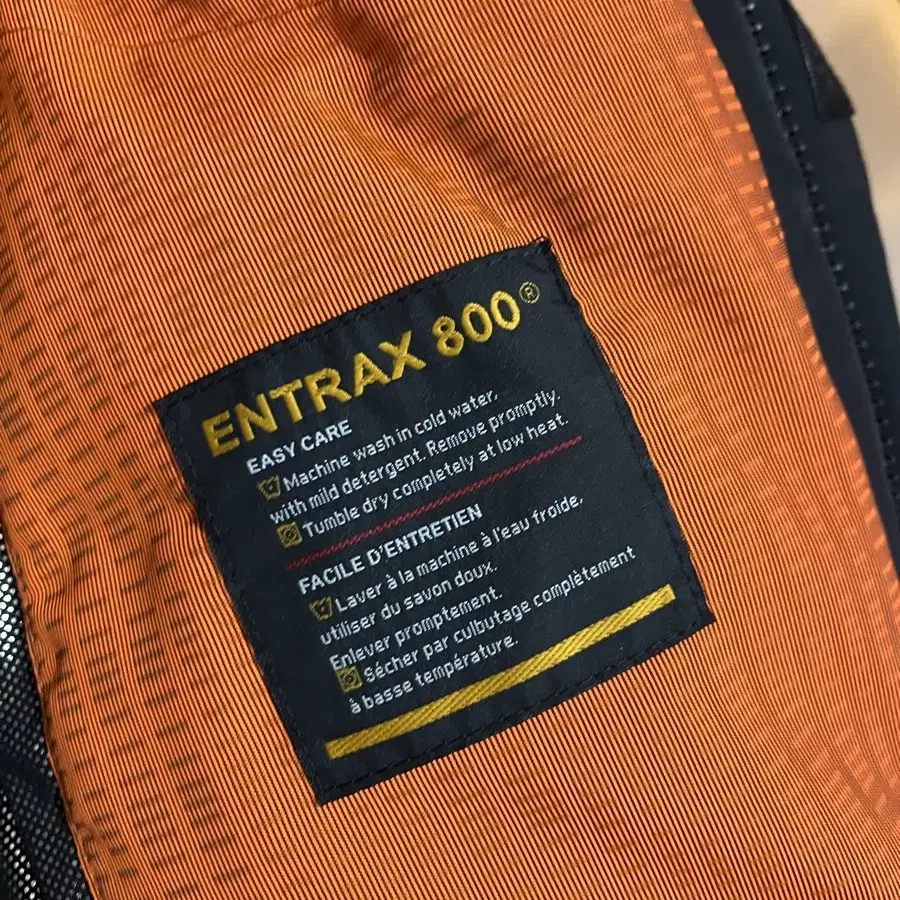 ENTRAX 800®
EASY CARE
Machine wash in cold water,
with mild detergent. Remove promptly.
Tumble dry completely at low heat.
FACILE D'ENTRETIEN
Laver à la machine à l'eau froide,
utiliser du savon doux.
Enlever promptement.
Sécher par culbutage complètement
à basse température.